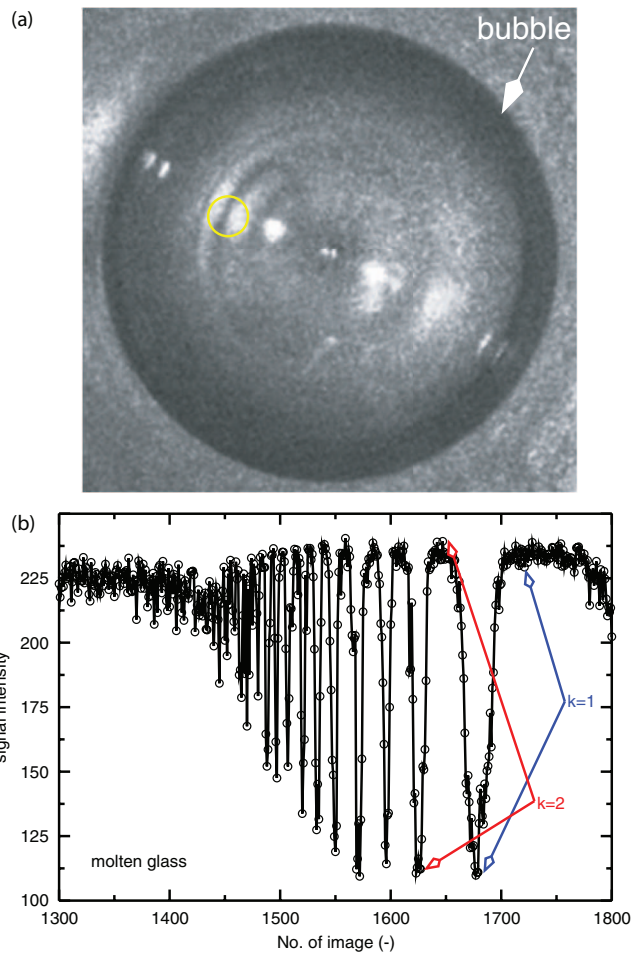 (a)
bubble
(b)
signal intensity
225
200
175
150
125
100
k=1
k=2
molten glass
1300
1400
1500
1600
1700
1800
No. of image (-)